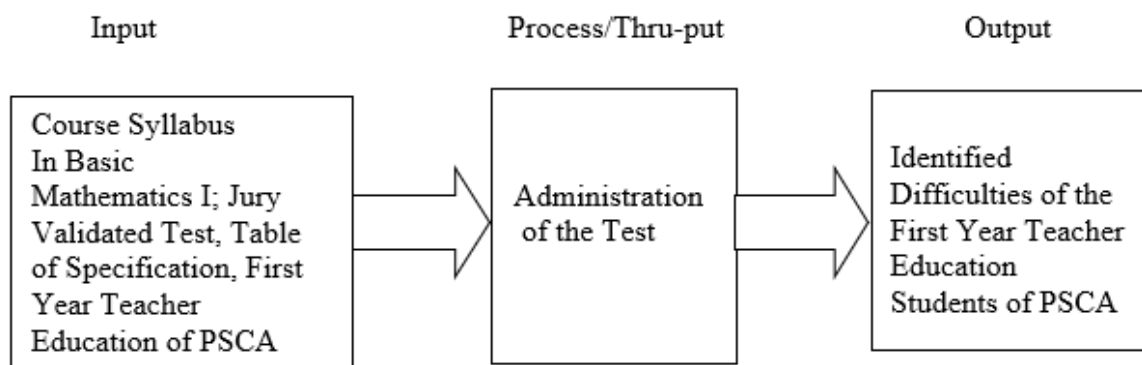 Input
Process/Thru-put
Output
Course Syllabus
In Basic
Mathematics I; Jury
Validated Test, Table
of Specification, First
Year Teacher
Education of PSCA
Administration
of the Test
Identified
Difficulties of the
First Year Teacher
Education
Students of PSCA